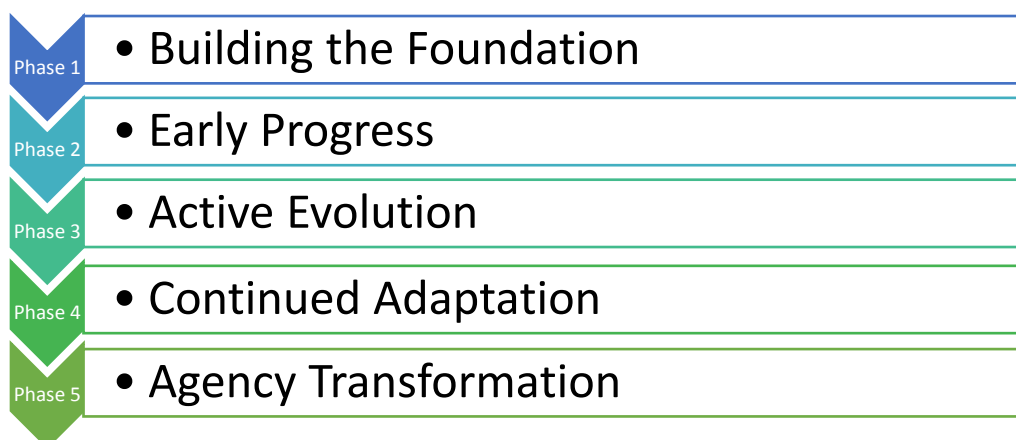 Phase 1
• Building the Foundation
Phase 2
• Early Progress
Phase 3
• Active Evolution
Phase 4
• Continued Adaptation
Phase 5
• Agency Transformation